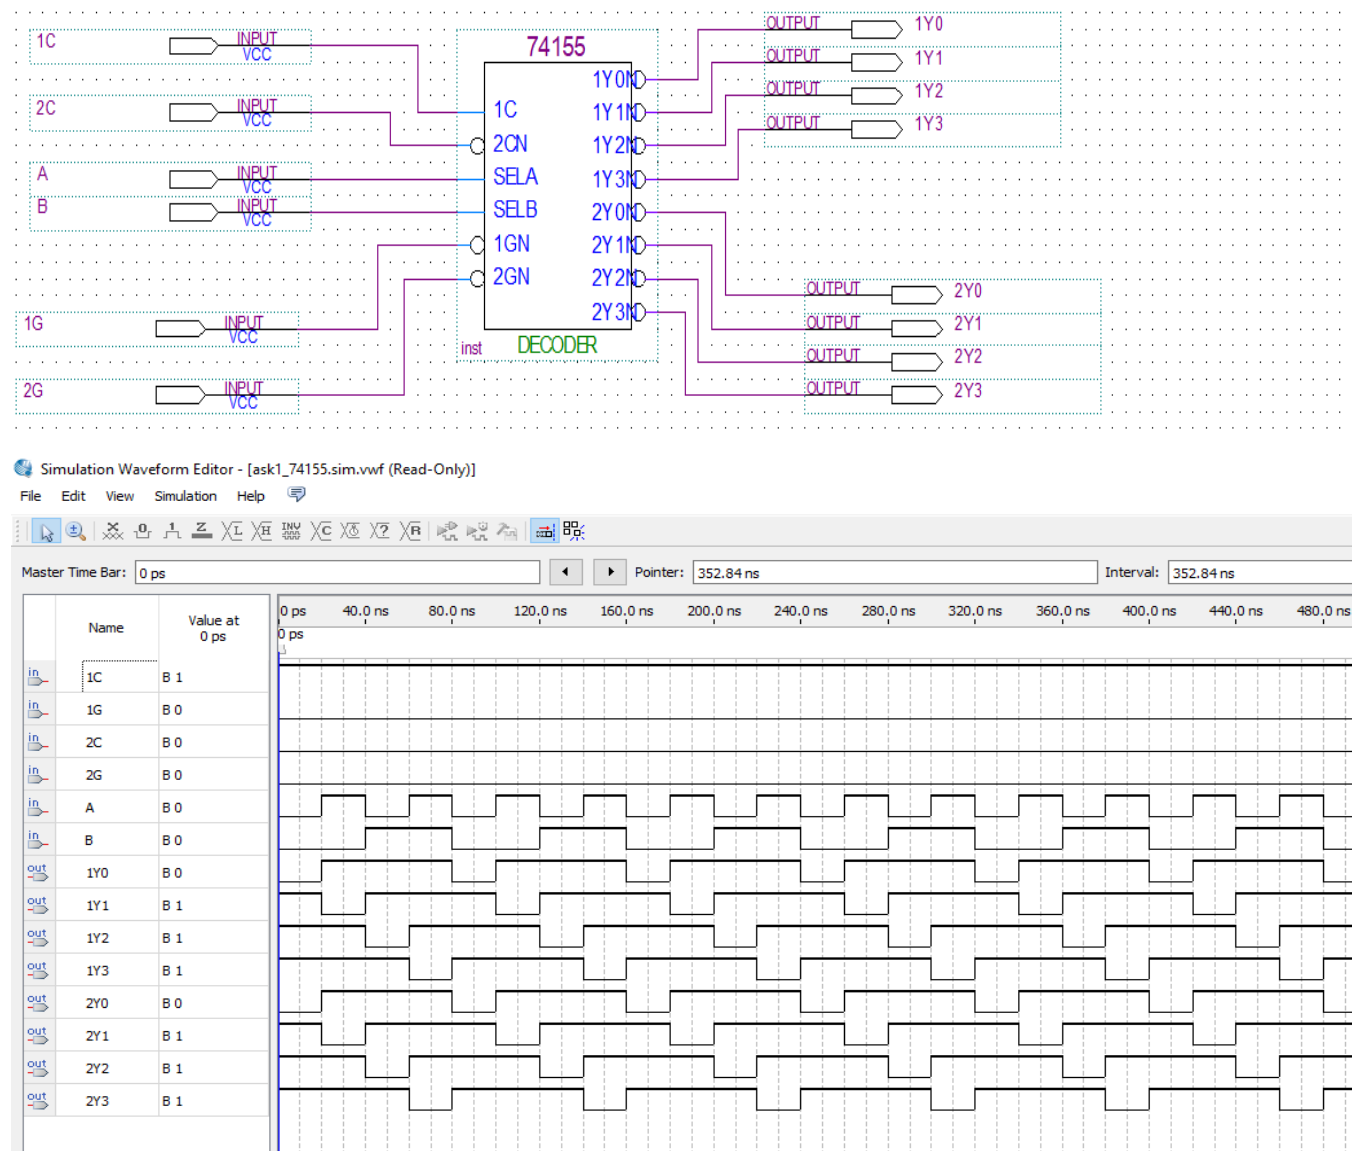 1C INPUT VCC
2C INPUT VCC
A INPUT VCC
B INPUT VCC
1G INPUT VCC
2G INPUT VCC
74155
1C
2CN
SELA
SELB
1GN
2GN
1Y0N
1Y1N
1Y2N
1Y3N
2Y0N
2Y1N
2Y2N
2Y3N
inst DECODER
OUTPUT 1Y0
OUTPUT 1Y1
OUTPUT 1Y2
OUTPUT 1Y3
OUTPUT 2Y0
OUTPUT 2Y1
OUTPUT 2Y2
OUTPUT 2Y3
Simulation Waveform Editor - [ask1_74155.sim.vwf (Read-Only)]
File Edit View Simulation Help
X 0 1 Z XL XH INV XC X? XR
Master Time Bar: 0 ps Pointer: 352.84 ns Interval: 352.84 ns
Name Value at 0 ps
0 ps 40.0 ns 80.0 ns 120.0 ns 160.0 ns 200.0 ns 240.0 ns 280.0 ns 320.0 ns 360.0 ns 400.0 ns 440.0 ns 480.0 ns
0 ps
in 1C B 1
in 1G B 0
in 2C B 0
in 2G B 0
in A B 0
in B B 0
out 1Y0 B 0
out 1Y1 B 1
out 1Y2 B 1
out 1Y3 B 1
out 2Y0 B 0
out 2Y1 B 1
out 2Y2 B 1
out 2Y3 B 1